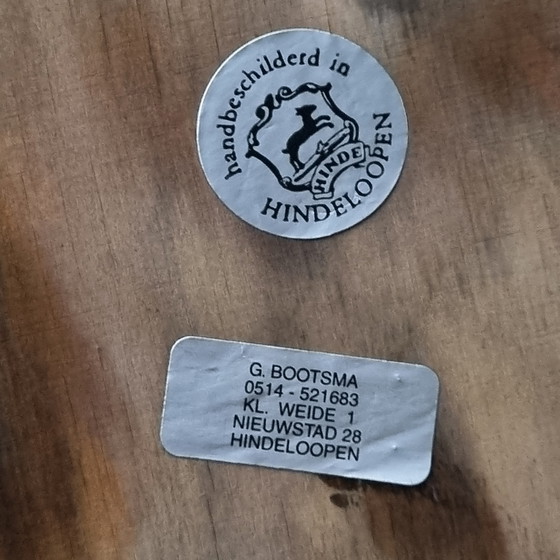 handbeschilderd in
HINDE
HINDELOOPEN
G. BOOTSMA
0514 - 521683
KL. WEIDE 1
NIEUWSTAD 28
HINDELOOPEN